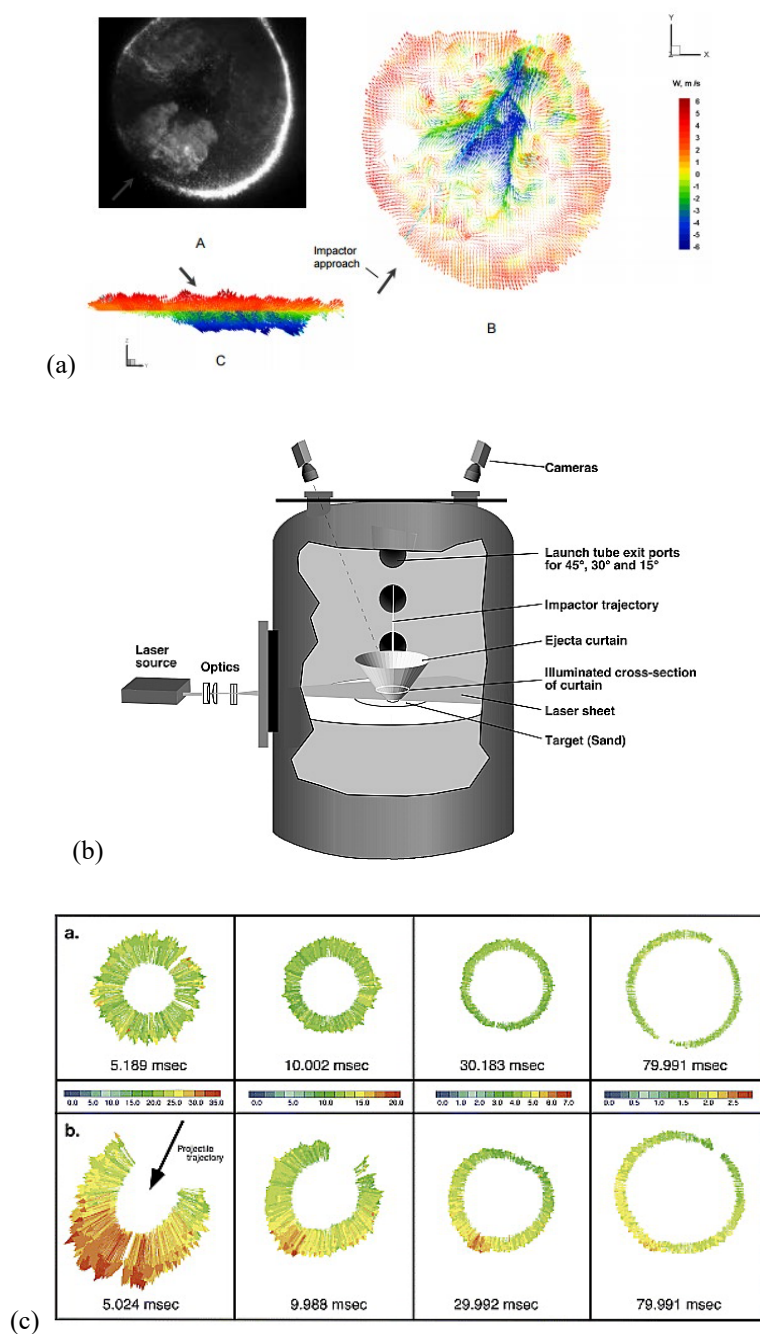 Y
Z
X
W, m /s
6
5
4
3
2
1
0
-1
-2
-3
-4
-5
-6
A
Impactor
approach
B
Z
Y
C
(a)
Cameras
Launch tube exit ports
for 45°, 30° and 15°
Impactor trajectory
Ejecta curtain
Illuminated cross-section
of curtain
Laser sheet
Target (Sand)
Laser
source
Optics
(b)
a.
5.189 msec
10.002 msec
30.183 msec
79.991 msec
0.0 5.0 10.0 15.0 20.0 25.0 30.0 35.0
0.0 5.0 10.0 15.0 20.0
0.0 1.0 2.0 3.0 4.0 5.0 6.0 7.0
0.0 0.5 1.0 1.5 2.0 2.5
b.
Projectile
trajectory
5.024 msec
9.988 msec
29.992 msec
79.991 msec
(c)